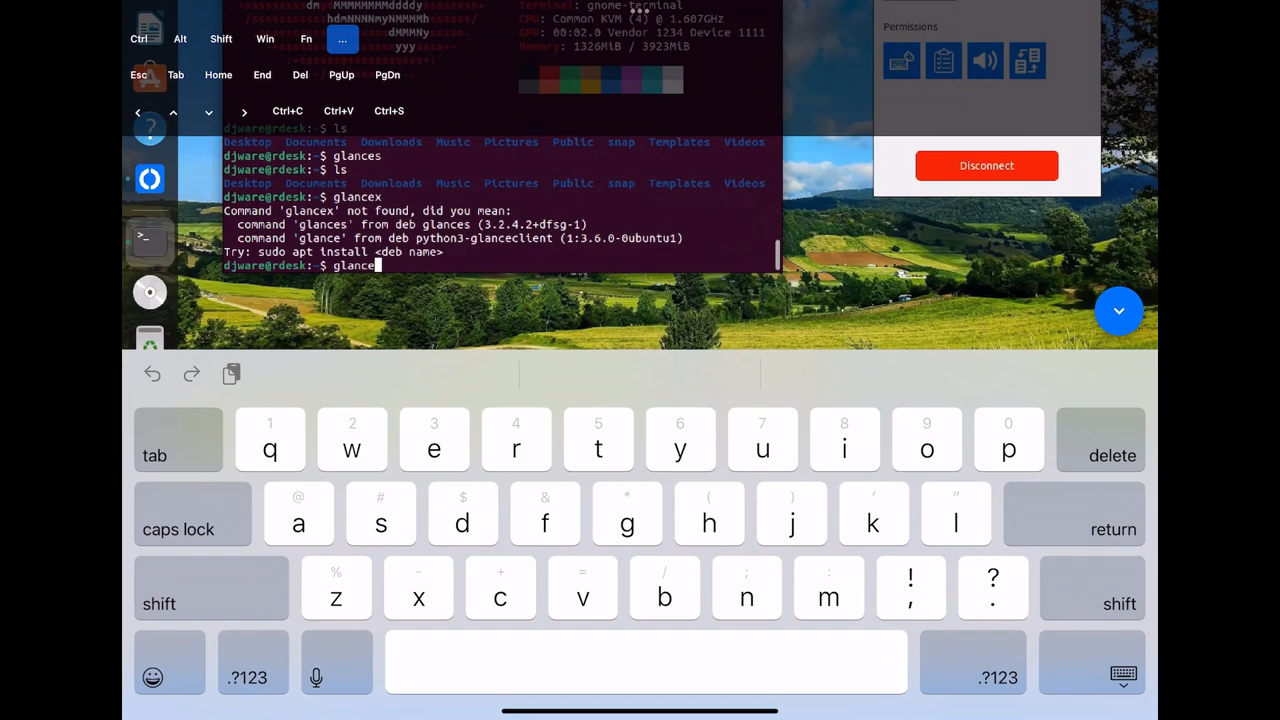 dmyMMMMMMMddddy
Terminal: gnome-terminal
hdmNNNNmyNMMMMh
CPU: Common KVM (4) @ 1.607GHz
dMMMNy
GPU: 00:02.0 Vendor 1234 Device 1111
yyy
Memory: 1326MiB / 3923MiB
Permissions
Ctrl Alt Shift Win Fn ...
Esc Tab Home End Del PgUp PgDn
Ctrl+C Ctrl+V Ctrl+S
djware@rdesk:~$ ls
Desktop Documents Downloads Music Pictures Public snap Templates Videos
djware@rdesk:~$ glances
djware@rdesk:~$ ls
Desktop Documents Downloads Music Pictures Public snap Templates Videos
djware@rdesk:~$ glancex
Command 'glancex' not found, did you mean:
command 'glances' from deb glances (3.2.4.2+dfsg-1)
command 'glance' from deb python3-glanceclient (1:3.6.0-0ubuntu1)
Try: sudo apt install <deb name>
djware@rdesk:~$ glance
Disconnect
1 2 3 4 5 6 7 8 9 0
tab q w e r t y u i o p delete
@ # $ & * ( ) ' "
caps lock a s d f g h j k l return
% - + = / ; : ! ?
shift z x c v b n m , . shift
.?123 .?123